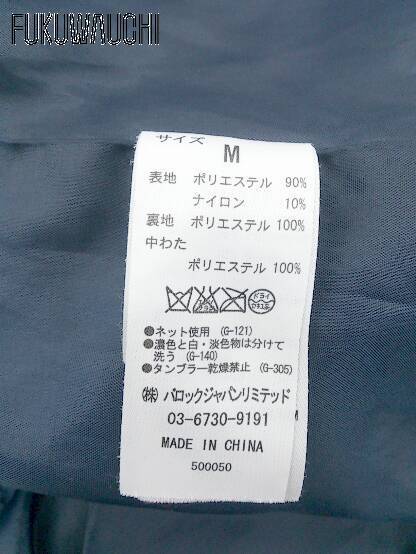 FUKUWAUCHI
サイズ
M
表地 ポリエステル 90%
ナイロン 10%
裏地 ポリエステル 100%
中わた
ポリエステル 100%
ドライ
●ネット使用 (G-121)
●濃色と白・淡色物は分けて
洗う (G-140)
●タンブラー乾燥禁止 (G-305)
㈱ バロックジャパンリミテッド
03-6730-9191
MADE IN CHINA
500050